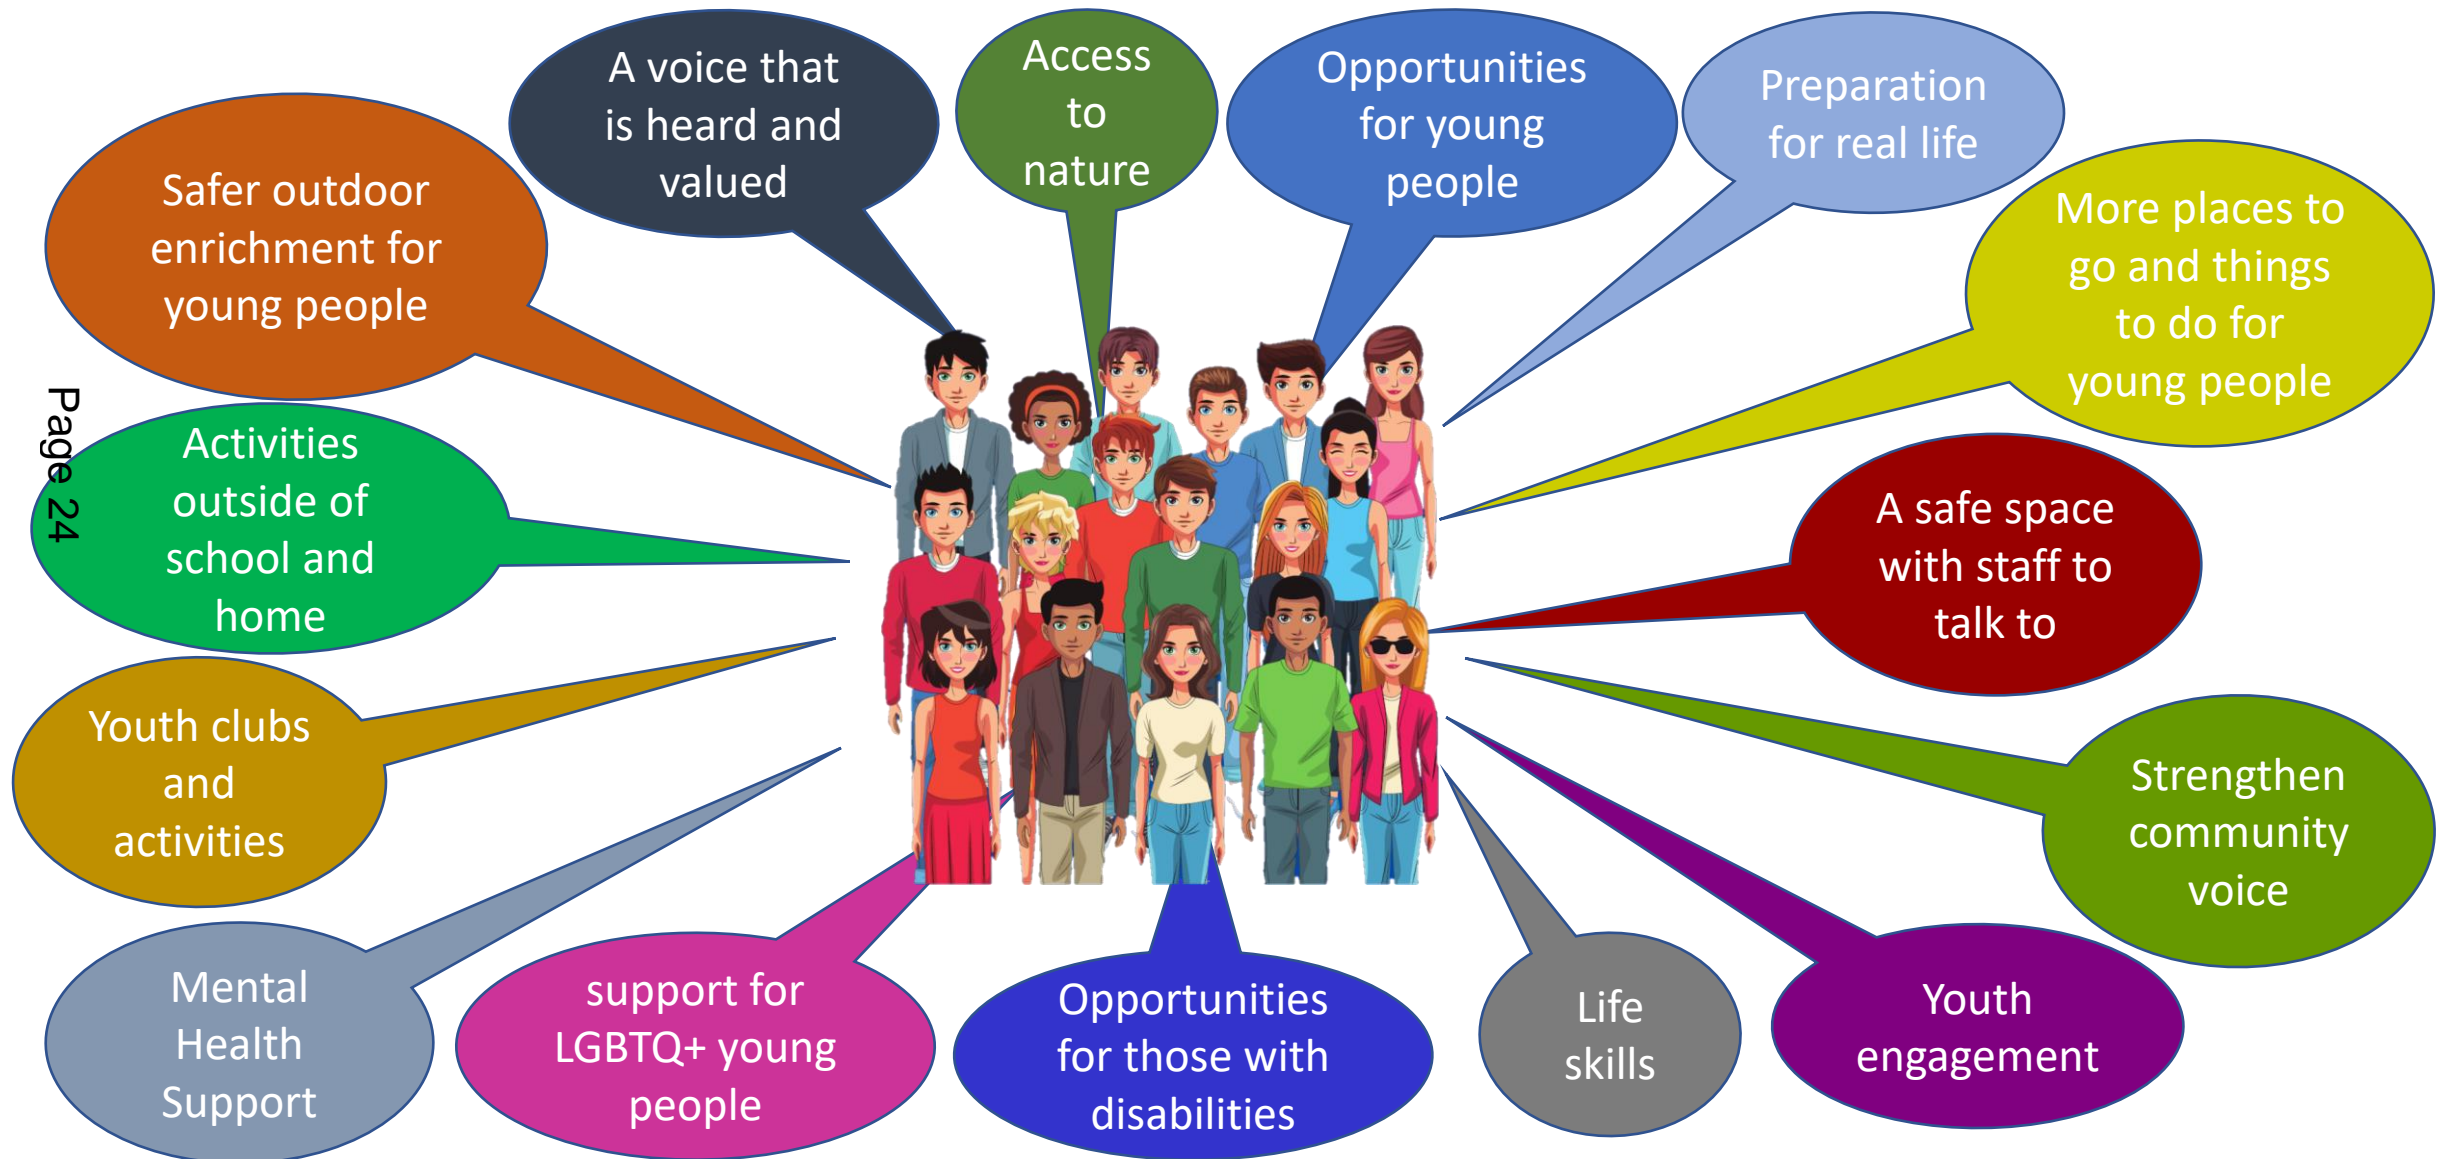 A voice that
is heard and
valued
Access
to
nature
Opportunities
for young
people
Preparation
for real life
Safer outdoor
enrichment for
young people
More places to
go and things
to do for
young people
Page 24
Activities
outside of
school and
home
A safe space
with staff to
talk to
Youth clubs
and
activities
Strengthen
community
voice
Mental
Health
Support
support for
LGBTQ+ young
people
Opportunities
for those with
disabilities
Life
skills
Youth
engagement